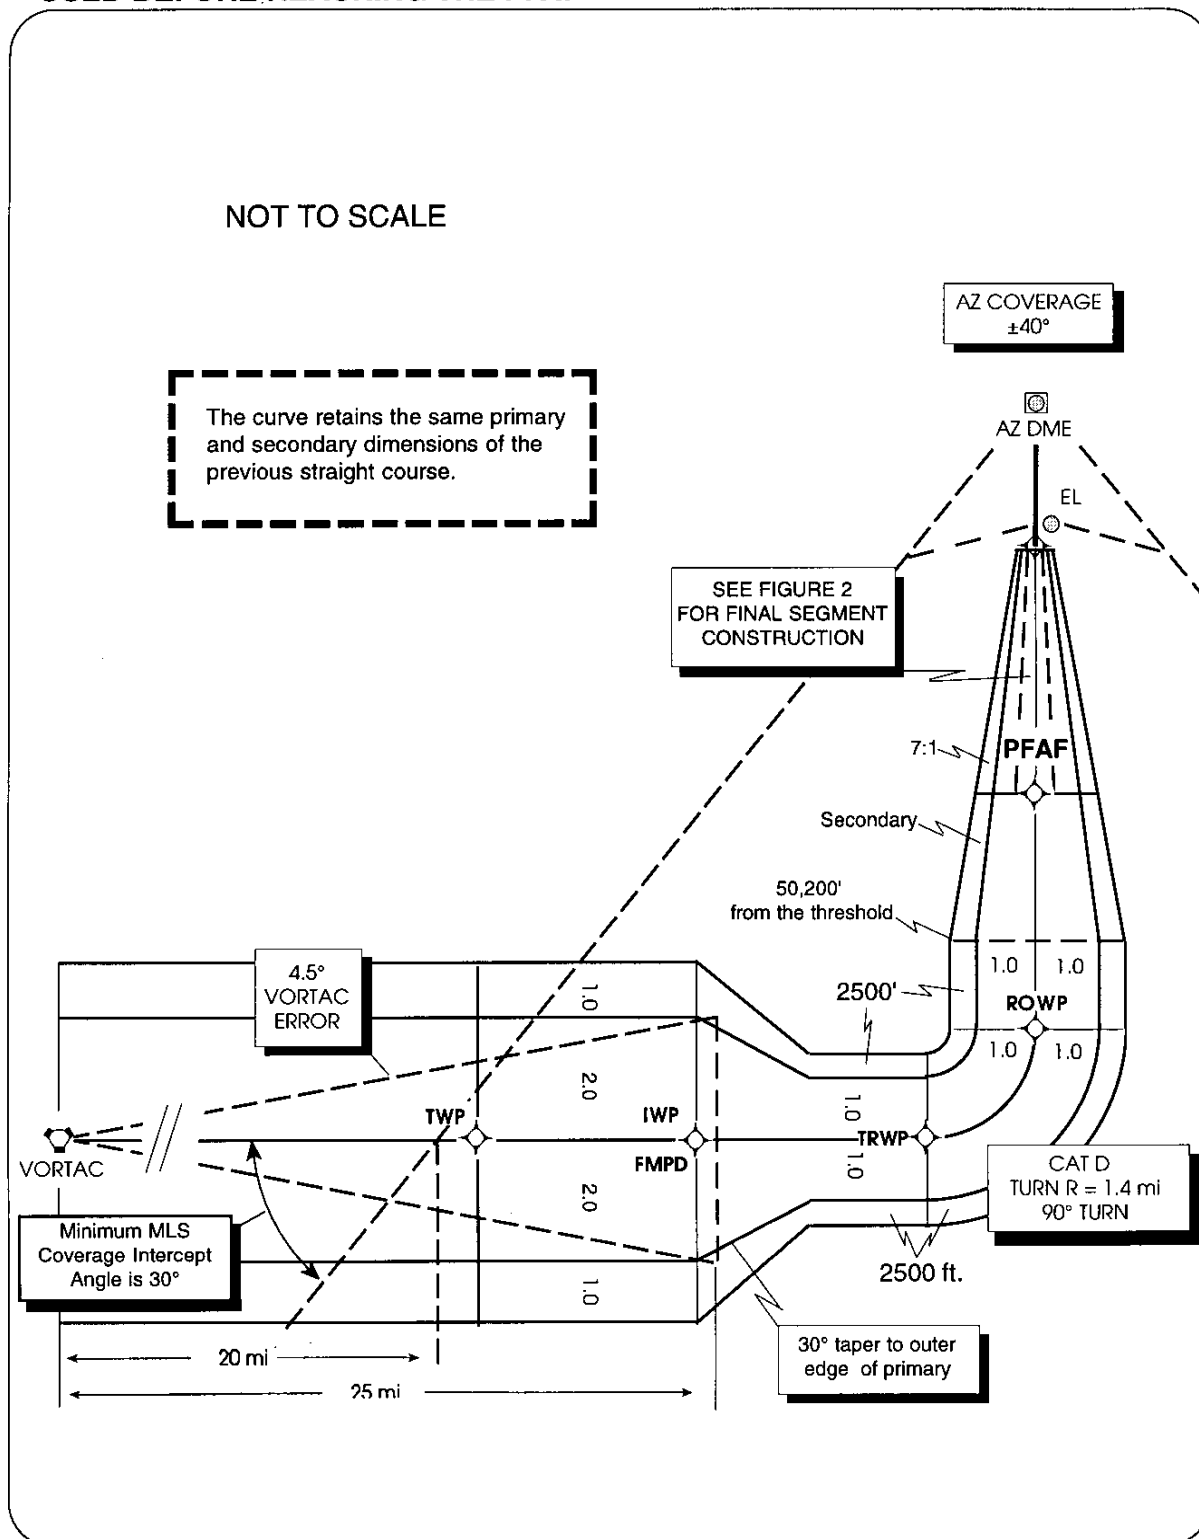 NOT TO SCALE
AZ COVERAGE
±40°
The curve retains the same primary
and secondary dimensions of the
previous straight course.
AZ DME
EL
SEE FIGURE 2
FOR FINAL SEGMENT
CONSTRUCTION
7:1
PFAF
Secondary
50,200'
from the threshold
4.5°
VORTAC
ERROR
1.0
1.0
1.0
2500'
ROWP
1.0
1.0
2.0
TWP
IWP
1.0
TRWP
VORTAC
FMPD
1.0
CAT D
TURN R = 1.4 mi
90° TURN
2.0
Minimum MLS
Coverage Intercept
Angle is 30°
1.0
2500 ft.
20 mi
30° taper to outer
edge of primary
25 mi